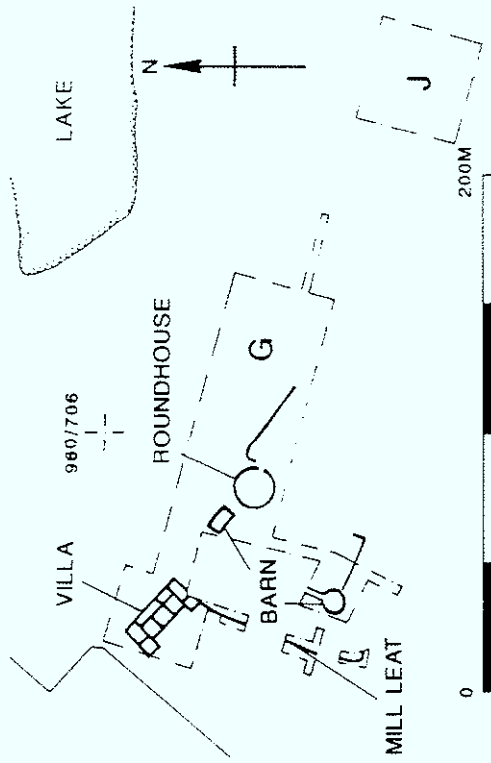 LAKE
N
980/706
VILLA
ROUNDHOUSE
G
J
BARN
MILL LEAT
0
200M